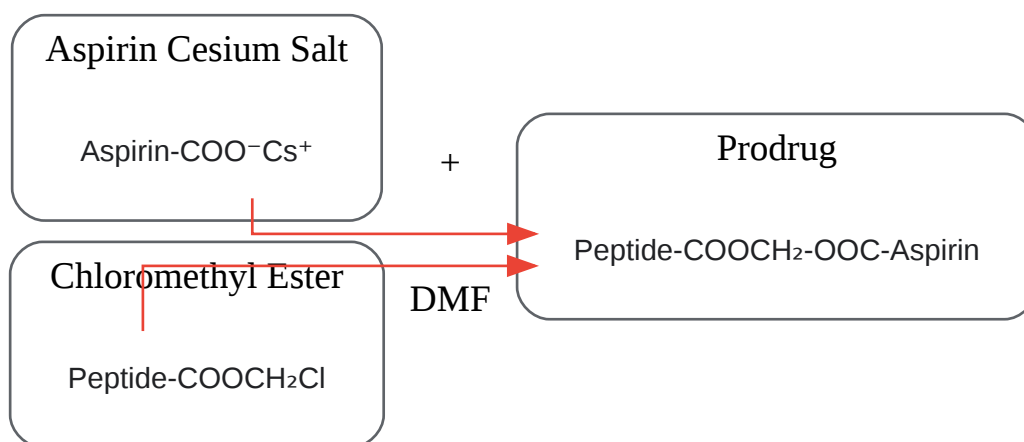 Aspirin Cesium Salt
Aspirin-COO⁻Cs⁺
+
Prodrug
Peptide-COOCH₂-OOC-Aspirin
Chloromethyl Ester
DMF
Peptide-COOCH₂Cl